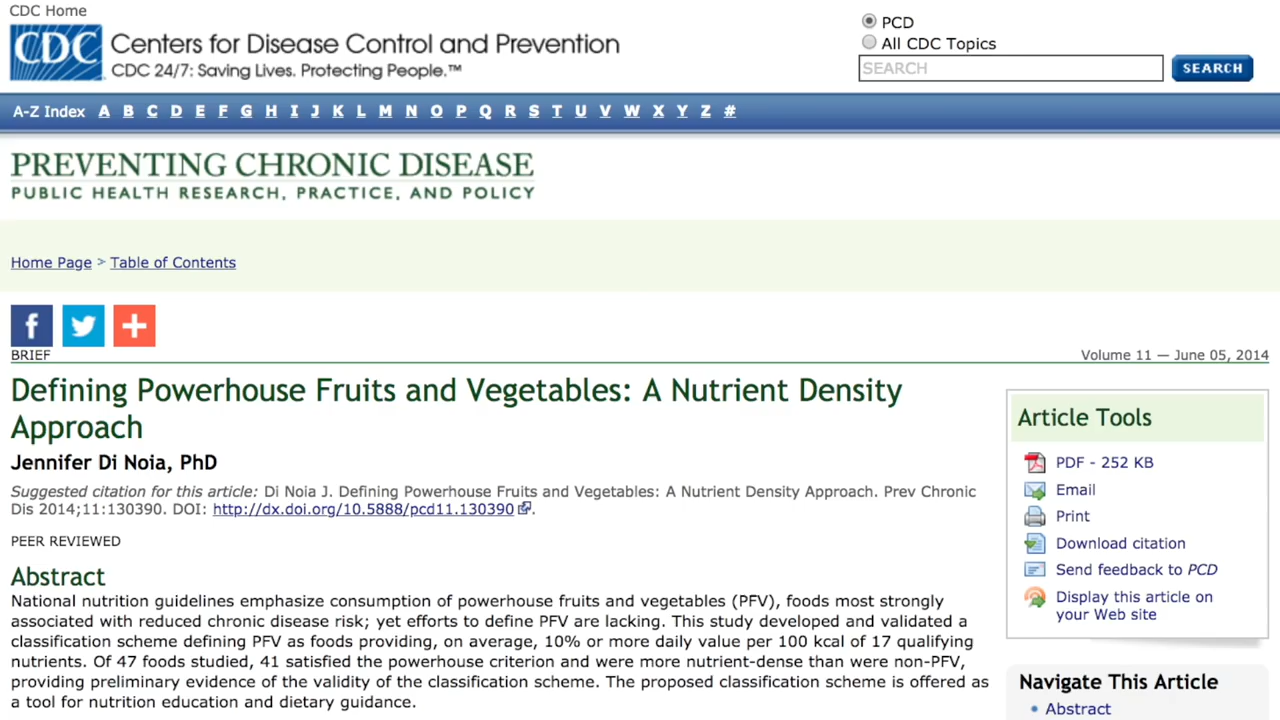 CDC Home
CDC
Centers for Disease Control and Prevention
CDC 24/7: Saving Lives. Protecting People.™
PCD
All CDC Topics
SEARCH
SEARCH
A-Z Index A B C D E F G H I J K L M N O P Q R S T U V W X Y Z #
PREVENTING CHRONIC DISEASE
PUBLIC HEALTH RESEARCH, PRACTICE, AND POLICY
Home Page > Table of Contents
BRIEF
Volume 11 — June 05, 2014
Defining Powerhouse Fruits and Vegetables: A Nutrient Density
Approach
Jennifer Di Noia, PhD
Suggested citation for this article: Di Noia J. Defining Powerhouse Fruits and Vegetables: A Nutrient Density Approach. Prev Chronic
Dis 2014;11:130390. DOI: http://dx.doi.org/10.5888/pcd11.130390.
PEER REVIEWED
Abstract
National nutrition guidelines emphasize consumption of powerhouse fruits and vegetables (PFV), foods most strongly
associated with reduced chronic disease risk; yet efforts to define PFV are lacking. This study developed and validated a
classification scheme defining PFV as foods providing, on average, 10% or more daily value per 100 kcal of 17 qualifying
nutrients. Of 47 foods studied, 41 satisfied the powerhouse criterion and were more nutrient-dense than were non-PFV,
providing preliminary evidence of the validity of the classification scheme. The proposed classification scheme is offered as
a tool for nutrition education and dietary guidance.
Article Tools
PDF - 252 KB
Email
Print
Download citation
Send feedback to PCD
Display this article on
your Web site
Navigate This Article
• Abstract